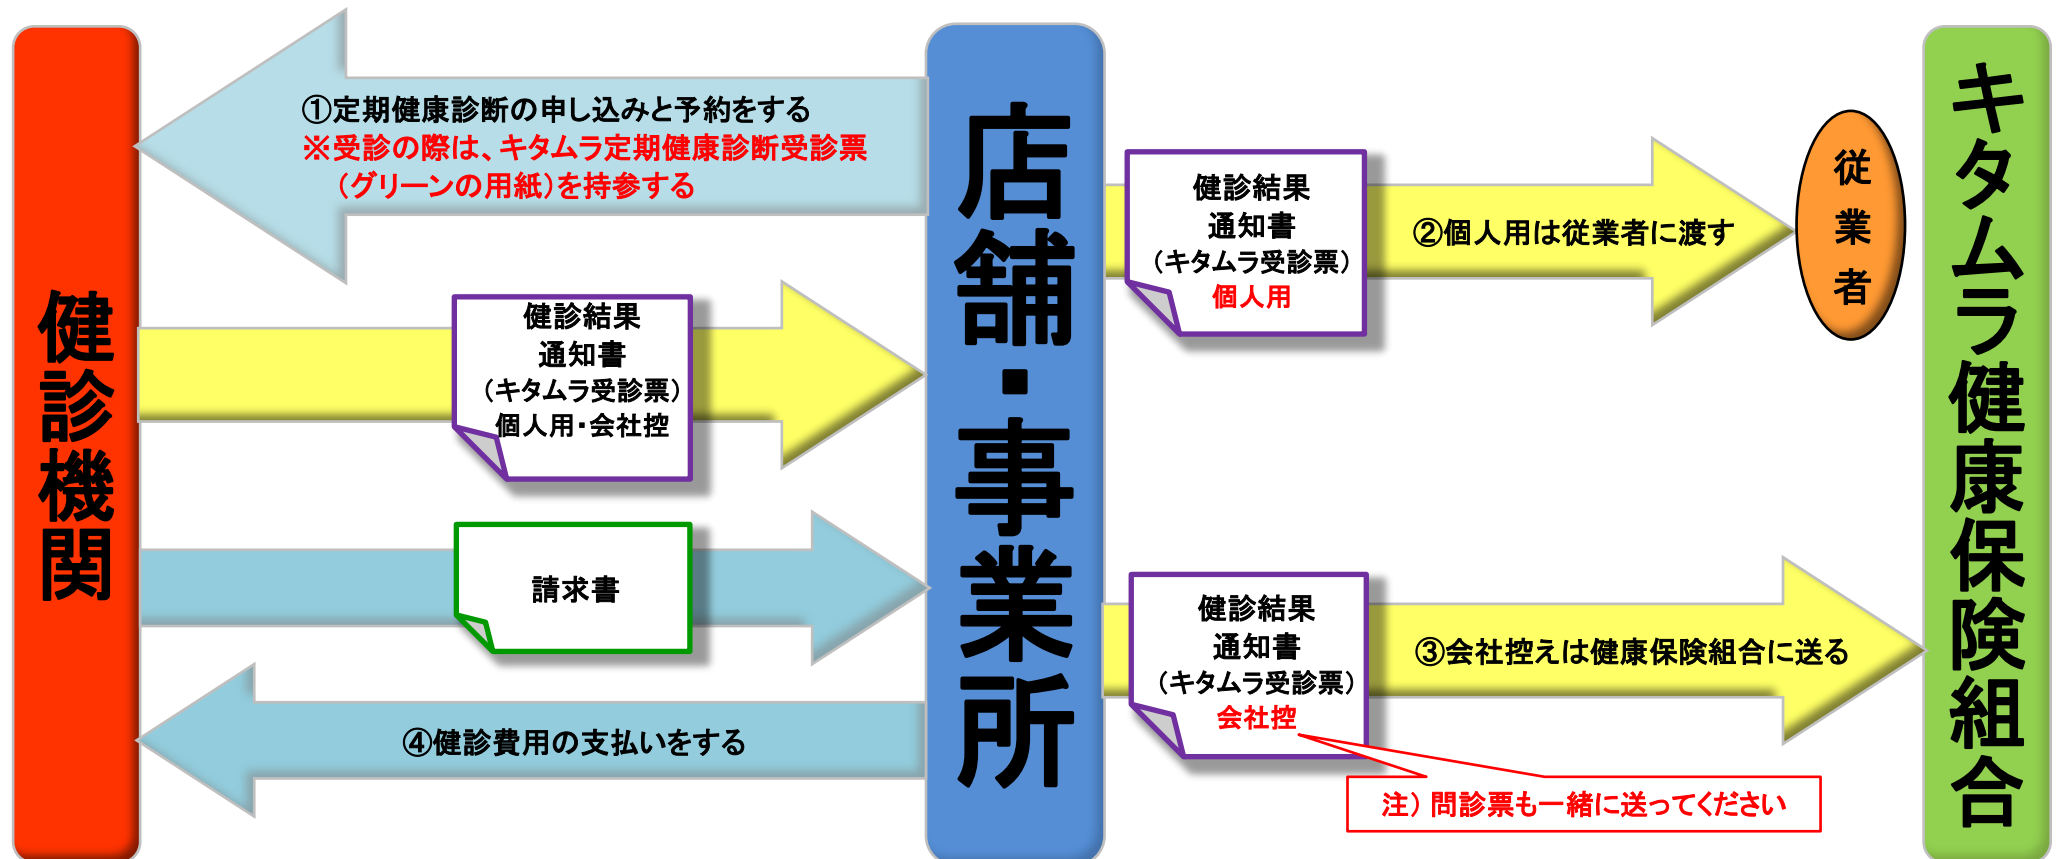 健診機関
①定期健康診断の申し込みと予約をする
※受診の際は、キタムラ定期健康診断受診票
（グリーンの用紙）を持参する
健診結果
通知書
（キタムラ受診票）
個人用・会社控
請求書
④健診費用の支払いをする
店舗・事業所
健診結果
通知書
（キタムラ受診票）
個人用
②個人用は従業者に渡す
従業者
健診結果
通知書
（キタムラ受診票）
会社控
③会社控えは健康保険組合に送る
注）問診票も一緒に送ってください
キタムラ健康保険組合